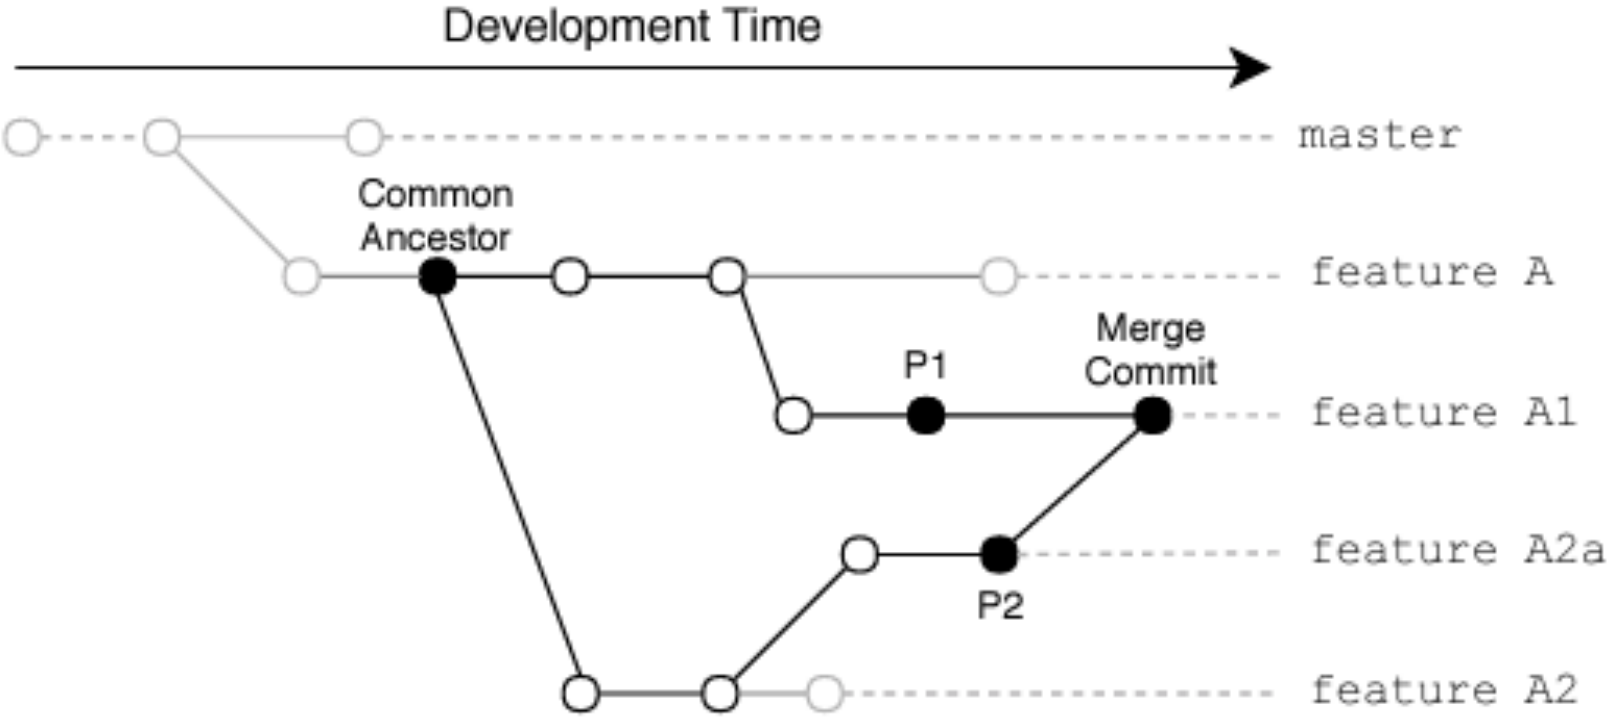 Development Time
master
Common
Ancestor
feature A
Merge
Commit
P1
feature A1
feature A2a
P2
feature A2